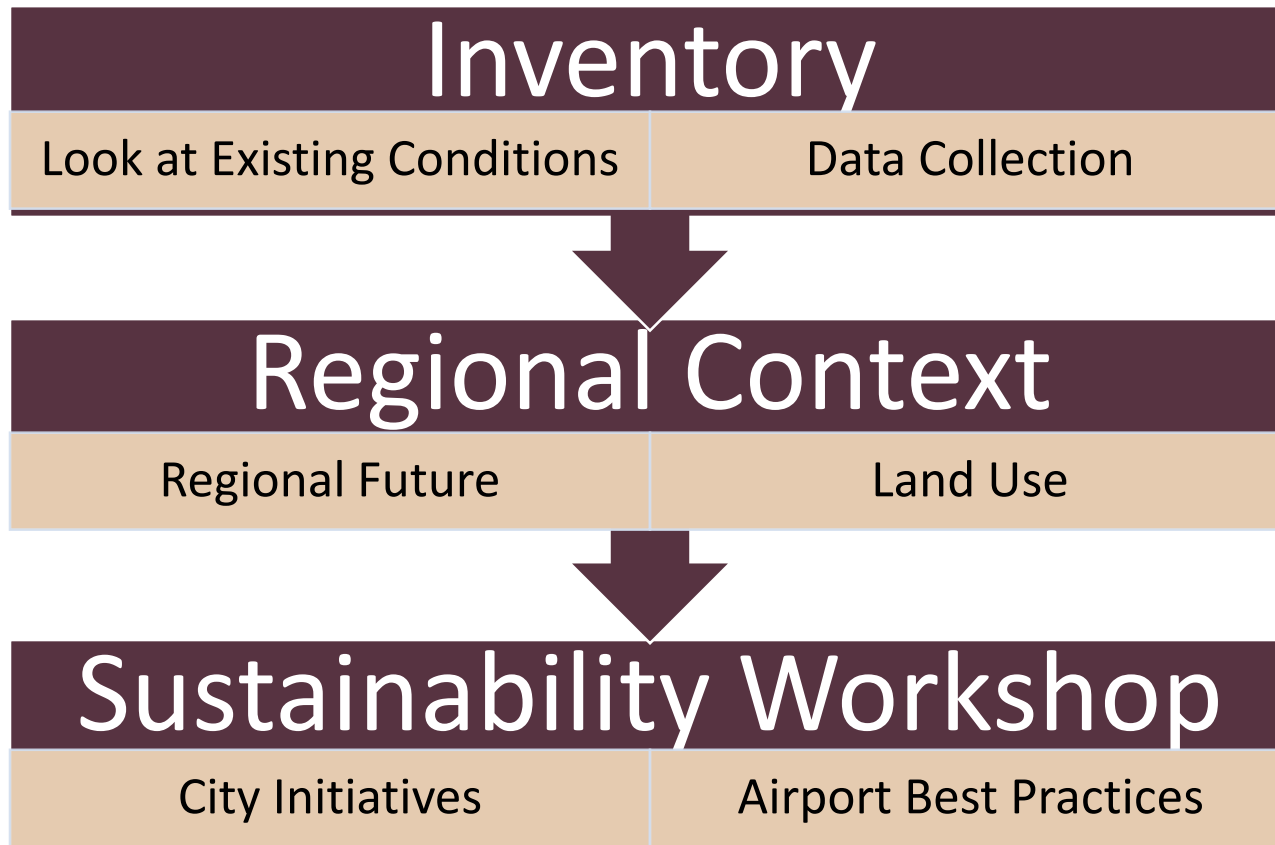 Inventory
Look at Existing Conditions
Data Collection
Regional Context
Regional Future
Land Use
Sustainability Workshop
City Initiatives
Airport Best Practices